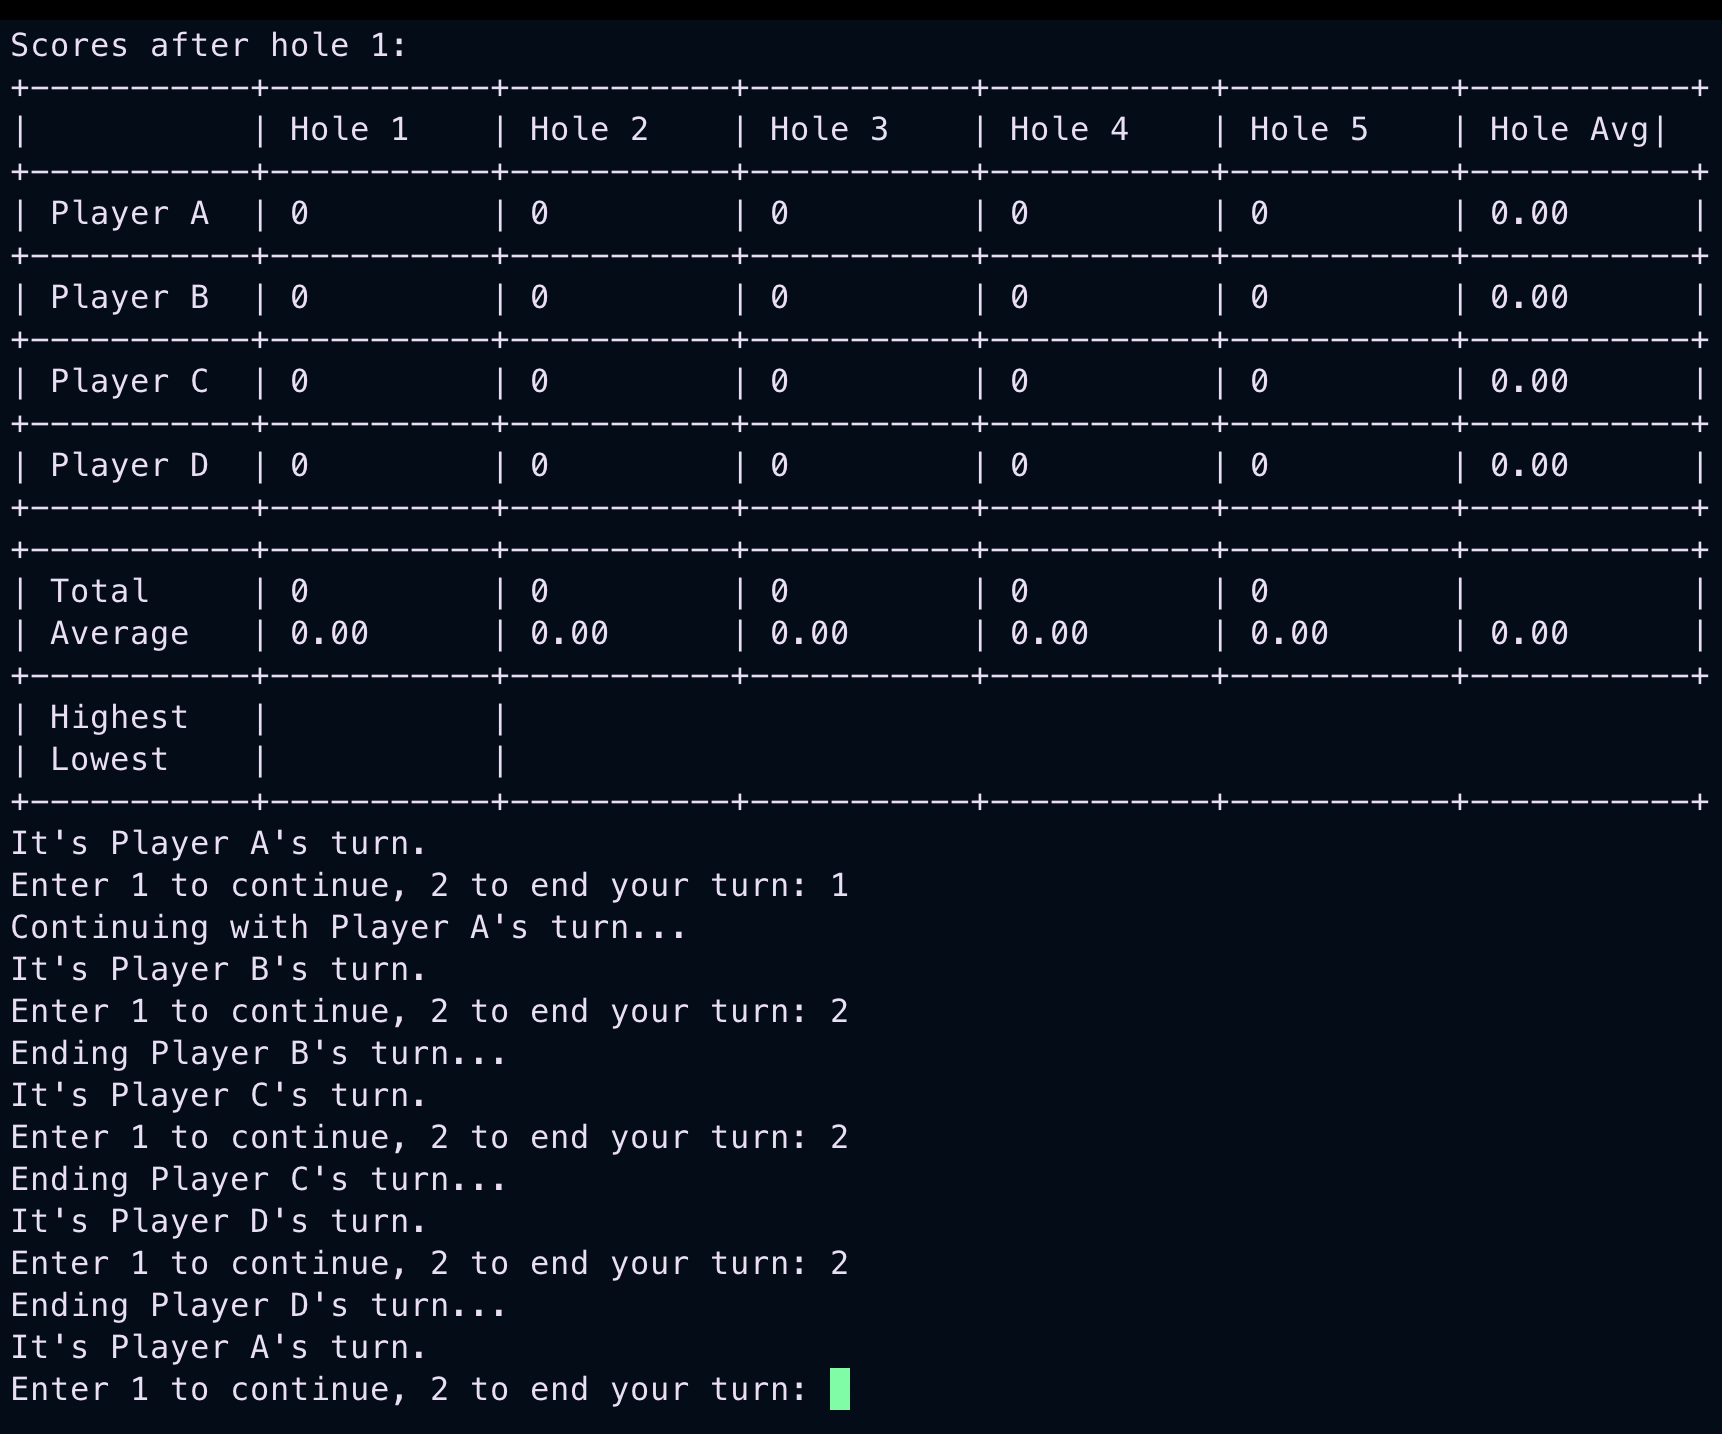 Scores after hole 1:
+-----------+-----------+-----------+-----------+-----------+-----------+-----------+
|           | Hole 1    | Hole 2    | Hole 3    | Hole 4    | Hole 5    | Hole Avg|
+-----------+-----------+-----------+-----------+-----------+-----------+-----------+
| Player A  | 0         | 0         | 0         | 0         | 0         | 0.00      |
+-----------+-----------+-----------+-----------+-----------+-----------+-----------+
| Player B  | 0         | 0         | 0         | 0         | 0         | 0.00      |
+-----------+-----------+-----------+-----------+-----------+-----------+-----------+
| Player C  | 0         | 0         | 0         | 0         | 0         | 0.00      |
+-----------+-----------+-----------+-----------+-----------+-----------+-----------+
| Player D  | 0         | 0         | 0         | 0         | 0         | 0.00      |
+-----------+-----------+-----------+-----------+-----------+-----------+-----------+
+-----------+-----------+-----------+-----------+-----------+-----------+-----------+
| Total     | 0         | 0         | 0         | 0         | 0         |           |
| Average   | 0.00      | 0.00      | 0.00      | 0.00      | 0.00      | 0.00      |
+-----------+-----------+-----------+-----------+-----------+-----------+-----------+
| Highest   |           |
| Lowest    |           |
+-----------+-----------+-----------+-----------+-----------+-----------+-----------+
It's Player A's turn.
Enter 1 to continue, 2 to end your turn: 1
Continuing with Player A's turn...
It's Player B's turn.
Enter 1 to continue, 2 to end your turn: 2
Ending Player B's turn...
It's Player C's turn.
Enter 1 to continue, 2 to end your turn: 2
Ending Player C's turn...
It's Player D's turn.
Enter 1 to continue, 2 to end your turn: 2
Ending Player D's turn...
It's Player A's turn.
Enter 1 to continue, 2 to end your turn: